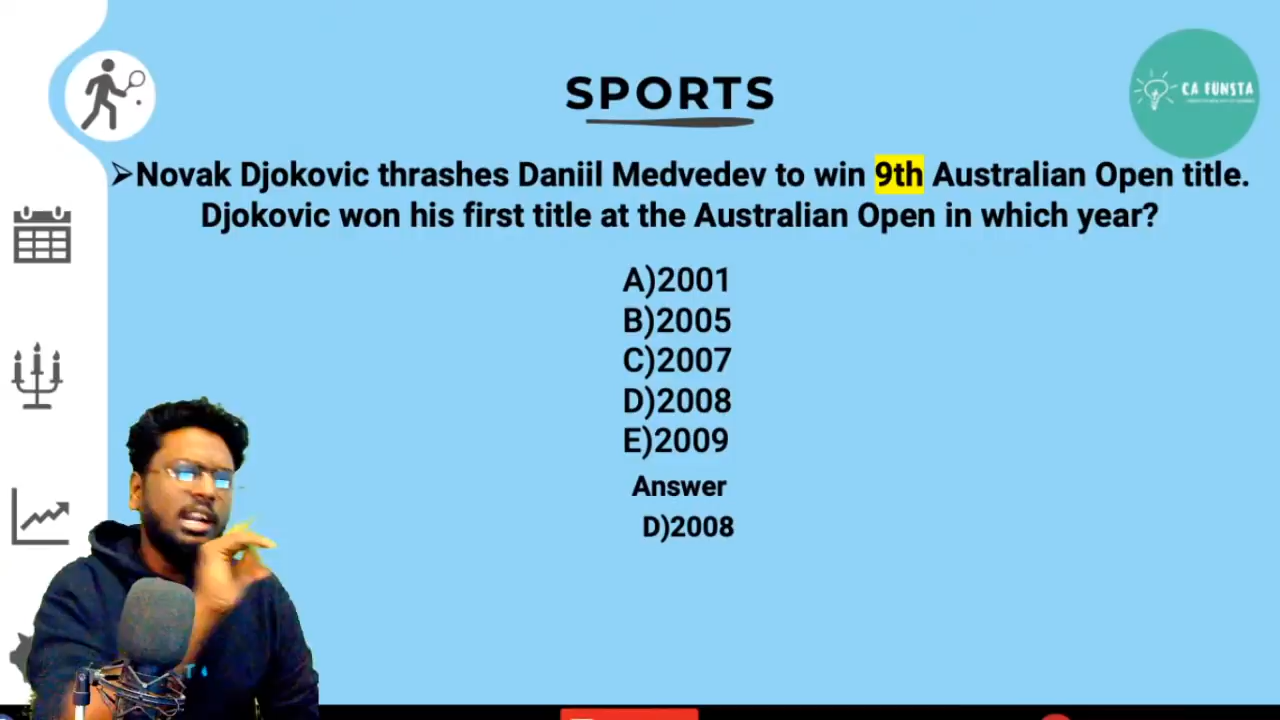 SPORTS
CA FUNSTA
➢Novak Djokovic thrashes Daniil Medvedev to win 9th Australian Open title.
Djokovic won his first title at the Australian Open in which year?
A)2001
B)2005
C)2007
D)2008
E)2009
Answer
D)2008